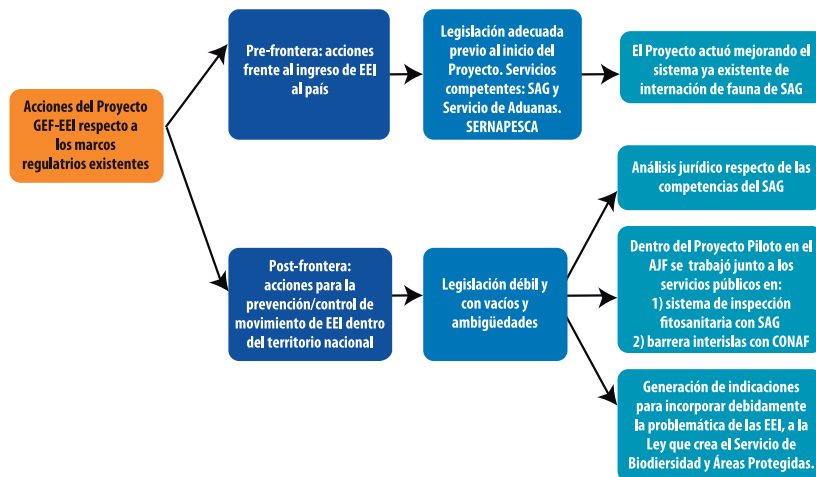 Acciones del Proyecto
GEF-EEI respecto a
los marcos
regulatrios existentes
Pre-frontera: acciones
frente al ingreso de EEI
al país
Legislación adecuada
previo al inicio del
Proyecto. Servicios
competentes: SAG y
Servicio de Aduanas.
SERNAPESCA
El Proyecto actuó mejorando el
sistema ya existente de
internación de fauna de SAG
Post-frontera:
acciones para la
prevención/control de
movimiento de EEI dentro
del territorio nacional
Legislación débil y
con vacíos y
ambigüedades
Análisis jurídico respecto de las
competencias del SAG
Dentro del Proyecto Piloto en el
AJF se trabajó junto a los
servicios públicos en:
1) sistema de inspección
fitosanitaria con SAG
2) barrera interislas con CONAF
Generación de indicaciones
para incorporar debidamente
la problemática de las EEI, a la
Ley que crea el Servicio de
Biodiersidad y Áreas Protegidas.